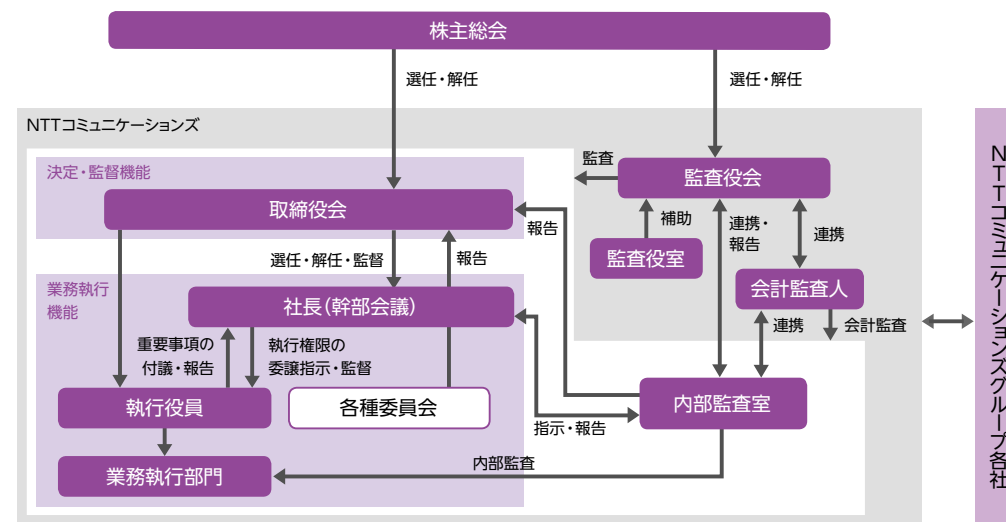 株主総会
選任・解任
選任・解任
NTTコミュニケーションズ
決定・監督機能
取締役会
監査
監査役会
報告
補助
連携・
報告
連携
監査役室
選任・解任・監督
報告
業務執行
機能
社長（幹部会議）
会計監査人
連携
会計監査
重要事項の
付議・報告
執行権限の
委譲指示・監督
執行役員
各種委員会
指示・報告
内部監査室
業務執行部門
内部監査
NTTコミュニケーションズグループ各社